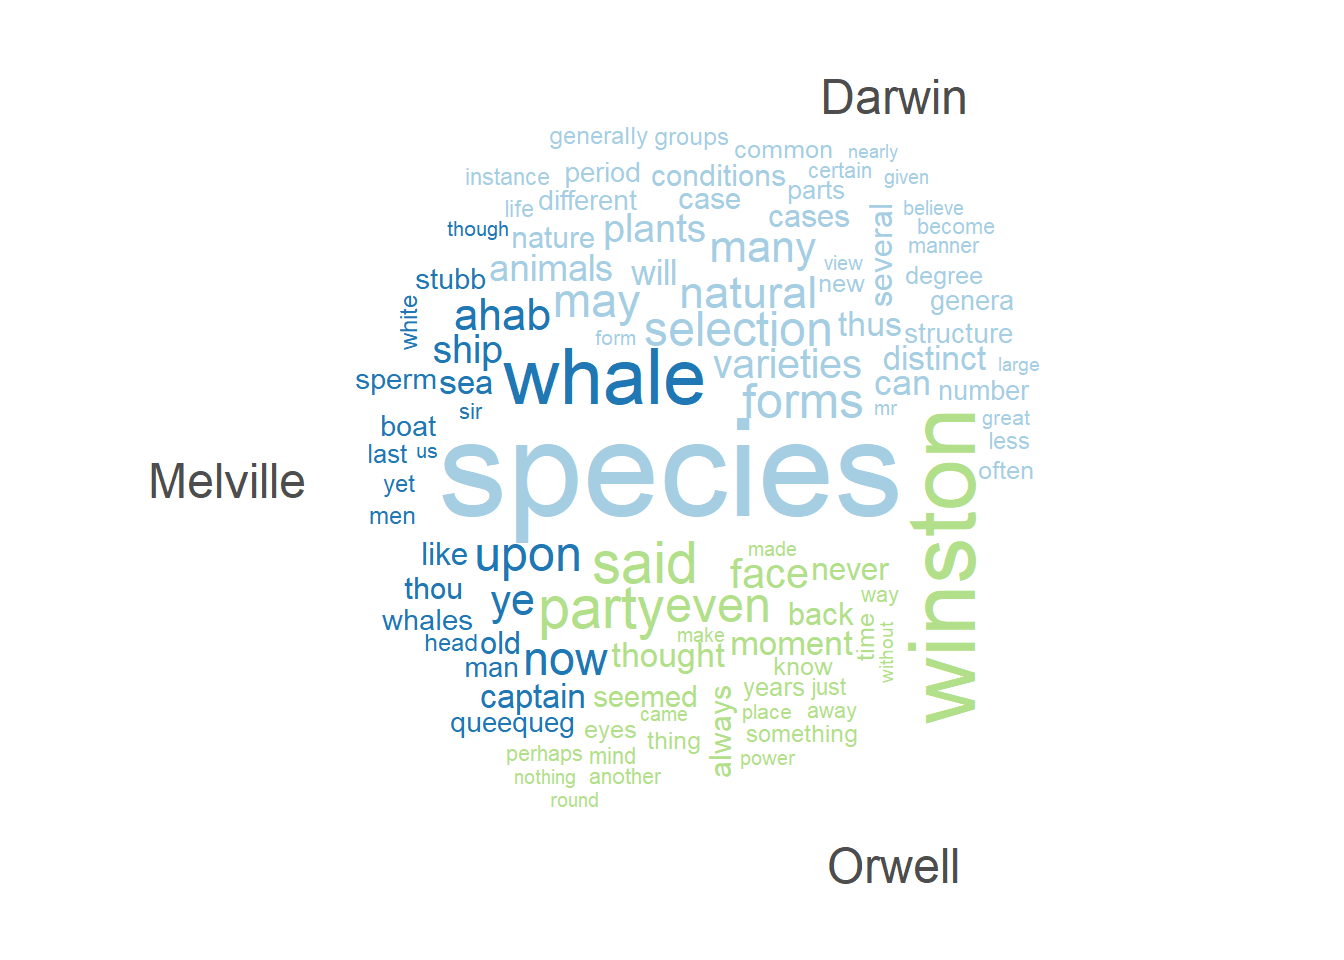 Darwin
generally groups
common nearly
instance period conditions certain given
life different case parts
though nature plants cases several believe
become
many manner
stubb animals will view
white ahab may natural new degree
genera
ship form selection thus structure
sperm sea whale varieties distinct large
sir forms can number
mr great
boat less
last us species winston often
Melville
yet
men
like upon said made
face never
thou ye party even way
whales back
head old make moment time without
man now thought know
captain seemed always years just
queequeg came place away
eyes thing something
perhaps mind power
nothing another
round
Orwell